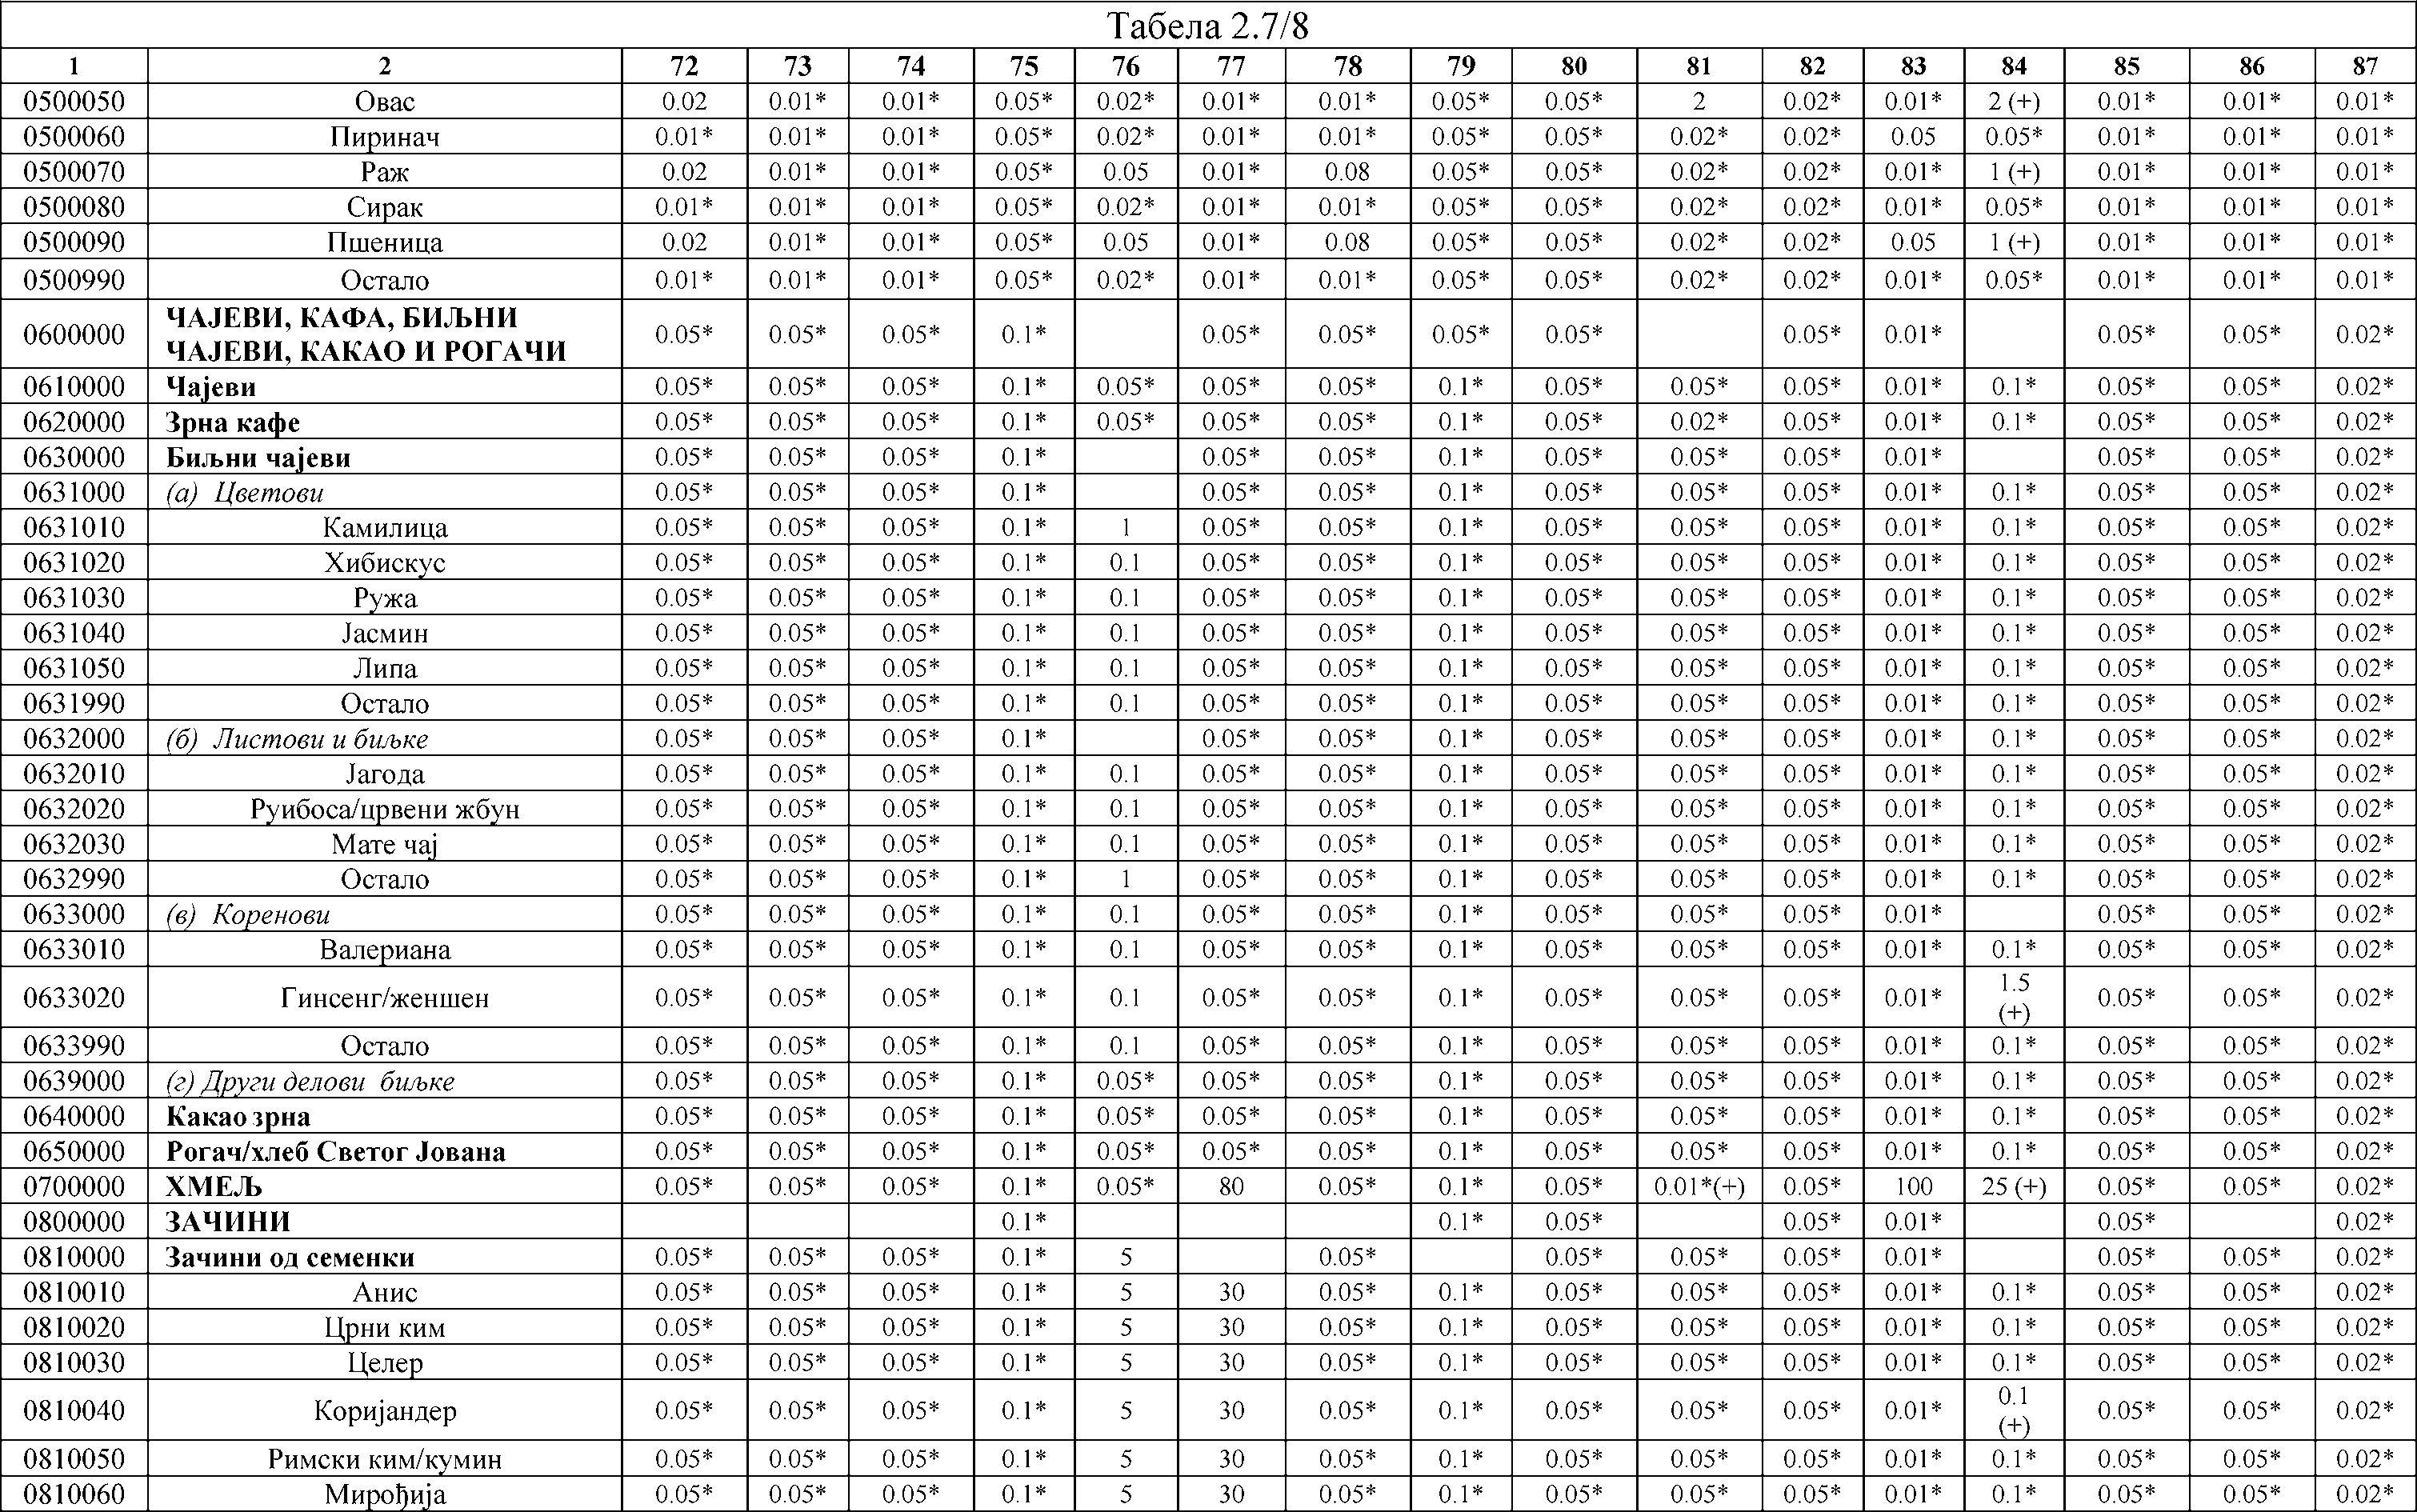 Табела 2.7/8
1 2 72 73 74 75 76 77 78 79 80 81 82 83 84 85 86 87
0500050 Овас 0.02 0.01* 0.01* 0.05* 0.02* 0.01* 0.01* 0.05* 0.05* 2 0.02* 0.01* 2 (+) 0.01* 0.01* 0.01*
0500060 Пиринач 0.01* 0.01* 0.01* 0.05* 0.02* 0.01* 0.01* 0.05* 0.05* 0.02* 0.02* 0.05 0.05* 0.01* 0.01* 0.01*
0500070 Раж 0.02 0.01* 0.01* 0.05* 0.05 0.01* 0.08 0.05* 0.05* 0.02* 0.02* 0.01* 1 (+) 0.01* 0.01* 0.01*
0500080 Сирак 0.01* 0.01* 0.01* 0.05* 0.02* 0.01* 0.01* 0.05* 0.05* 0.02* 0.02* 0.01* 0.05* 0.01* 0.01* 0.01*
0500090 Пшеница 0.02 0.01* 0.01* 0.05* 0.05 0.01* 0.08 0.05* 0.05* 0.02* 0.02* 0.05 1 (+) 0.01* 0.01* 0.01*
0500990 Остало 0.01* 0.01* 0.01* 0.05* 0.02* 0.01* 0.01* 0.05* 0.05* 0.02* 0.02* 0.01* 0.05* 0.01* 0.01* 0.01*
ЧАЈЕВИ, КАФА, БИЉНИ
0600000 ЧАЈЕВИ, КАКАО И РОГАЧИ 0.05* 0.05* 0.05* 0.1* 0.05* 0.05* 0.05* 0.05* 0.05* 0.01* 0.05* 0.05* 0.02*
0610000 Чајеви 0.05* 0.05* 0.05* 0.1* 0.05* 0.05* 0.05* 0.1* 0.05* 0.05* 0.05* 0.01* 0.1* 0.05* 0.05* 0.02*
0620000 Зрна кафе 0.05* 0.05* 0.05* 0.1* 0.05* 0.05* 0.05* 0.1* 0.05* 0.02* 0.05* 0.01* 0.1* 0.05* 0.05* 0.02*
0630000 Биљни чајеви 0.05* 0.05* 0.05* 0.1* 0.05* 0.05* 0.1* 0.05* 0.05* 0.05* 0.01* 0.05* 0.05* 0.02*
0631000 (а) Цветови 0.05* 0.05* 0.05* 0.1* 0.05* 0.05* 0.1* 0.05* 0.05* 0.05* 0.01* 0.1* 0.05* 0.05* 0.02*
0631010 Камилица 0.05* 0.05* 0.05* 0.1* 1 0.05* 0.05* 0.1* 0.05* 0.05* 0.05* 0.01* 0.1* 0.05* 0.05* 0.02*
0631020 Хибискус 0.05* 0.05* 0.05* 0.1* 0.1 0.05* 0.05* 0.1* 0.05* 0.05* 0.05* 0.01* 0.1* 0.05* 0.05* 0.02*
0631030 Ружа 0.05* 0.05* 0.05* 0.1* 0.1 0.05* 0.05* 0.1* 0.05* 0.05* 0.05* 0.01* 0.1* 0.05* 0.05* 0.02*
0631040 Јасмин 0.05* 0.05* 0.05* 0.1* 0.1 0.05* 0.05* 0.1* 0.05* 0.05* 0.05* 0.01* 0.1* 0.05* 0.05* 0.02*
0631050 Липа 0.05* 0.05* 0.05* 0.1* 0.1 0.05* 0.05* 0.1* 0.05* 0.05* 0.05* 0.01* 0.1* 0.05* 0.05* 0.02*
0631990 Остало 0.05* 0.05* 0.05* 0.1* 0.1 0.05* 0.05* 0.1* 0.05* 0.05* 0.05* 0.01* 0.1* 0.05* 0.05* 0.02*
0632000 (б) Листови и биљке 0.05* 0.05* 0.05* 0.1* 0.05* 0.05* 0.1* 0.05* 0.05* 0.05* 0.01* 0.1* 0.05* 0.05* 0.02*
0632010 Јагода 0.05* 0.05* 0.05* 0.1* 0.1 0.05* 0.05* 0.1* 0.05* 0.05* 0.05* 0.01* 0.1* 0.05* 0.05* 0.02*
0632020 Руибоса/црвени жбун 0.05* 0.05* 0.05* 0.1* 0.1 0.05* 0.05* 0.1* 0.05* 0.05* 0.05* 0.01* 0.1* 0.05* 0.05* 0.02*
0632030 Мате чај 0.05* 0.05* 0.05* 0.1* 0.1 0.05* 0.05* 0.1* 0.05* 0.05* 0.05* 0.01* 0.1* 0.05* 0.05* 0.02*
0632990 Остало 0.05* 0.05* 0.05* 0.1* 1 0.05* 0.05* 0.1* 0.05* 0.05* 0.05* 0.01* 0.1* 0.05* 0.05* 0.02*
0633000 (в) Коренови 0.05* 0.05* 0.05* 0.1* 0.1 0.05* 0.05* 0.1* 0.05* 0.05* 0.05* 0.01* 0.05* 0.05* 0.02*
0633010 Валериана 0.05* 0.05* 0.05* 0.1* 0.1 0.05* 0.05* 0.1* 0.05* 0.05* 0.05* 0.01* 0.1* 0.05* 0.05* 0.02*
0633020 Гинсенг/женшен 0.05* 0.05* 0.05* 0.1* 0.1 0.05* 0.05* 0.1* 0.05* 0.05* 0.05* 0.01* 1.5 (+) 0.05* 0.05* 0.02*
0633990 Остало 0.05* 0.05* 0.05* 0.1* 0.1 0.05* 0.05* 0.1* 0.05* 0.05* 0.05* 0.01* 0.1* 0.05* 0.05* 0.02*
0639000 (г) Други делови биљке 0.05* 0.05* 0.05* 0.1* 0.05* 0.05* 0.05* 0.1* 0.05* 0.05* 0.05* 0.01* 0.1* 0.05* 0.05* 0.02*
0640000 Какао зрна 0.05* 0.05* 0.05* 0.1* 0.05* 0.05* 0.05* 0.1* 0.05* 0.05* 0.05* 0.01* 0.1* 0.05* 0.05* 0.02*
0650000 Рогач/хлеб Светог Јована 0.05* 0.05* 0.05* 0.1* 0.05* 0.05* 0.05* 0.1* 0.05* 0.05* 0.05* 0.01* 0.1* 0.05* 0.05* 0.02*
0700000 ХМЕЉ 0.05* 0.05* 0.05* 0.1* 0.05* 80 0.05* 0.1* 0.05* 0.01*(+) 0.05* 100 25 (+) 0.05* 0.05* 0.02*
0800000 ЗАЧИНИ 0.1* 0.1* 0.05* 0.05* 0.01* 0.05* 0.02*
0810000 Зачини од семенки 0.05* 0.05* 0.05* 0.1* 5 0.05* 0.05* 0.05* 0.05* 0.01* 0.05* 0.05* 0.02*
0810010 Анис 0.05* 0.05* 0.05* 0.1* 5 30 0.05* 0.1* 0.05* 0.05* 0.05* 0.01* 0.1* 0.05* 0.05* 0.02*
0810020 Црни ким 0.05* 0.05* 0.05* 0.1* 5 30 0.05* 0.1* 0.05* 0.05* 0.05* 0.01* 0.1* 0.05* 0.05* 0.02*
0810030 Целер 0.05* 0.05* 0.05* 0.1* 5 30 0.05* 0.1* 0.05* 0.05* 0.05* 0.01* 0.1* 0.05* 0.05* 0.02*
0810040 Коријандер 0.05* 0.05* 0.05* 0.1* 5 30 0.05* 0.1* 0.05* 0.05* 0.05* 0.01* 0.1 (+) 0.05* 0.05* 0.02*
0810050 Римски ким/кумин 0.05* 0.05* 0.05* 0.1* 5 30 0.05* 0.1* 0.05* 0.05* 0.05* 0.01* 0.1* 0.05* 0.05* 0.02*
0810060 Мирођија 0.05* 0.05* 0.05* 0.1* 5 30 0.05* 0.1* 0.05* 0.05* 0.05* 0.01* 0.1* 0.05* 0.05* 0.02*